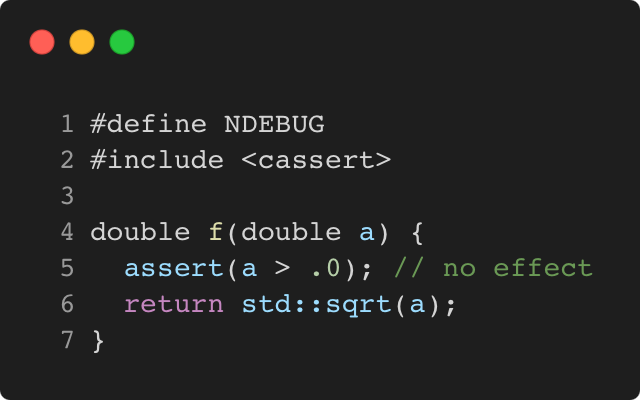 1 #define NDEBUG
2 #include <cassert>
3
4 double f(double a) {
5   assert(a > .0); // no effect
6   return std::sqrt(a);
7 }